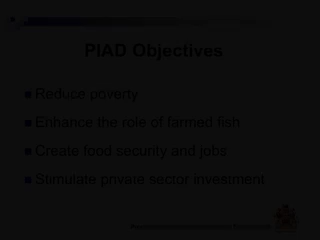 PIAD Objectives
Reduce poverty
Enhance the role of farmed fish
Create food security and jobs
Stimulate private sector investment